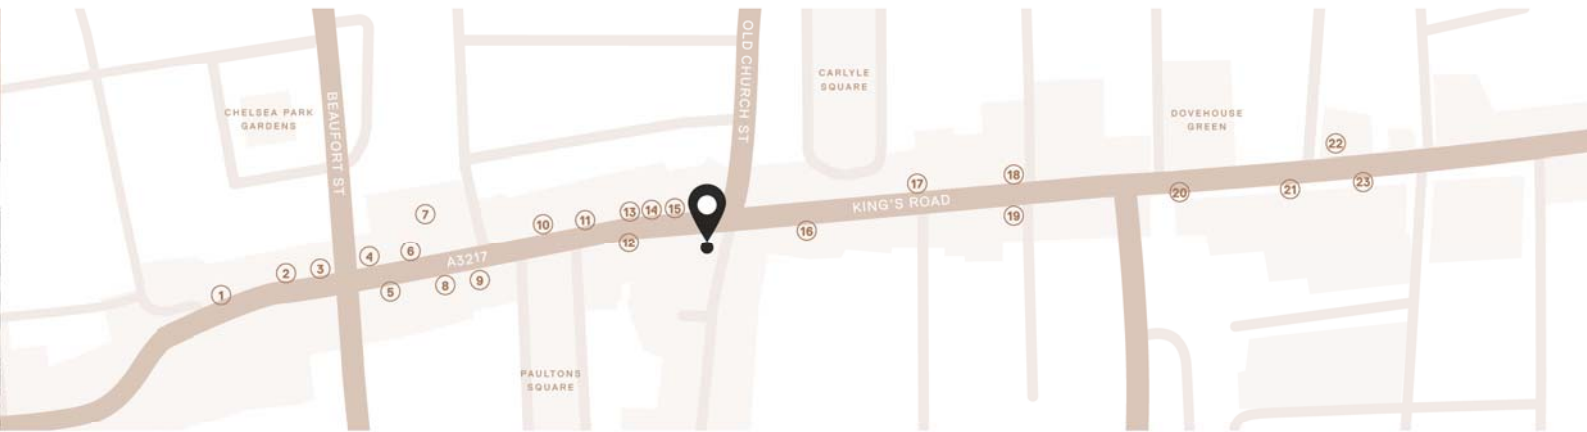 CHELSEA PARK
GARDENS
BEAUFORT ST
OLD CHURCH ST
CARLYLE
SQUARE
DOVEHOUSE
GREEN
KING'S ROAD
A3217
PAULTONS
SQUARE
1
2
3
4
5
6
7
8
9
10
11
12
13
14
15
16
17
18
19
20
21
22
23